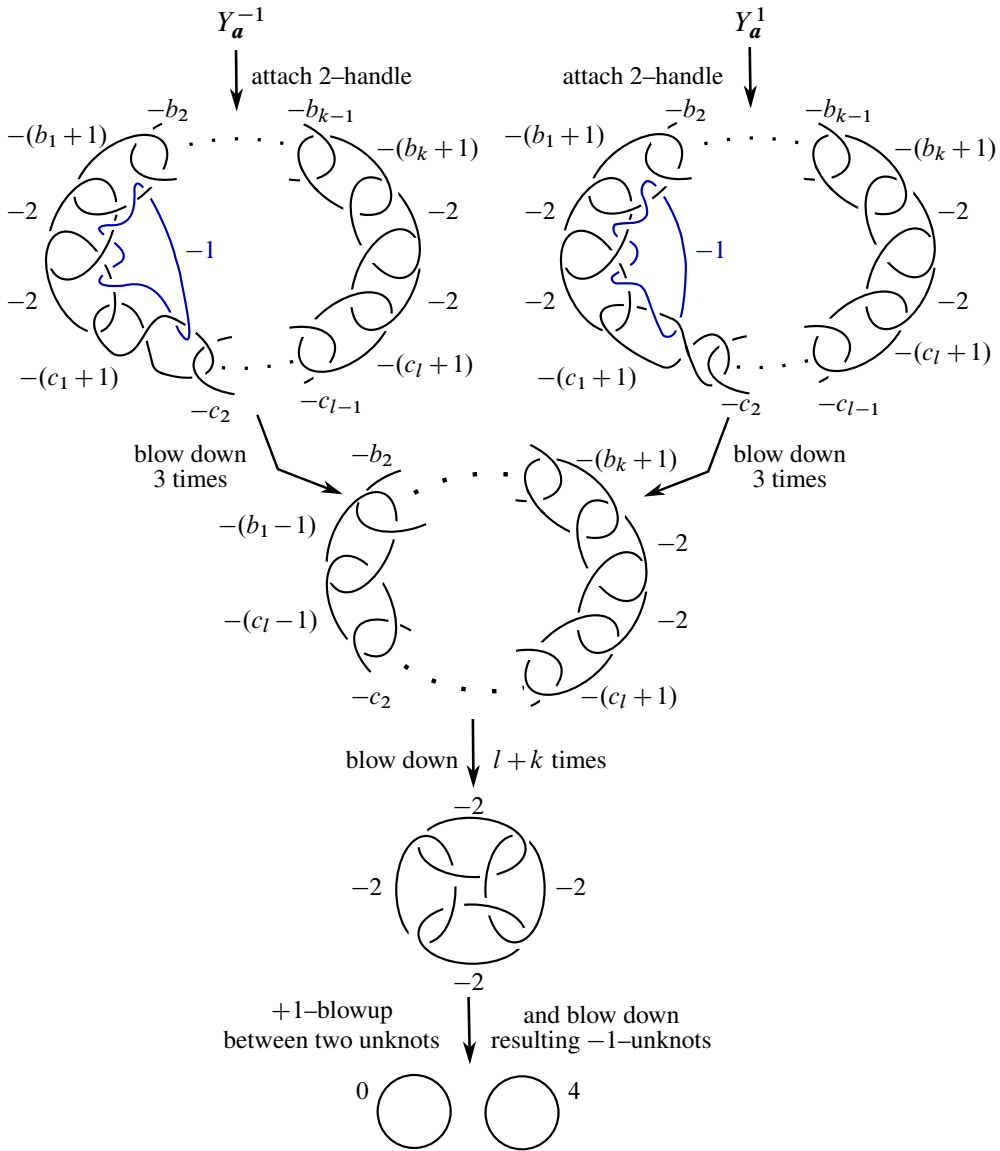 Y_a^{-1} Y_a^1
attach 2–handle attach 2–handle
−b_2 −b_{k−1} −b_2 −b_{k−1}
−(b_1 + 1) −(b_k + 1) −(b_1 + 1) −(b_k + 1)
−2 −2 −2 −2
−1 −1
−2 −2 −2 −2
−(c_1 + 1) −(c_l + 1) −(c_1 + 1) −(c_l + 1)
−c_2 −c_{l−1} −c_2 −c_{l−1}
blow down
3 times
blow down
3 times
−b_2 −(b_k + 1)
−(b_1 − 1) −2
−(c_l − 1) −2
−c_2 −(c_l + 1)
blow down l + k times
−2
−2 −2
−2
+1–blowup
between two unknots
and blow down
resulting −1–unknots
0 4